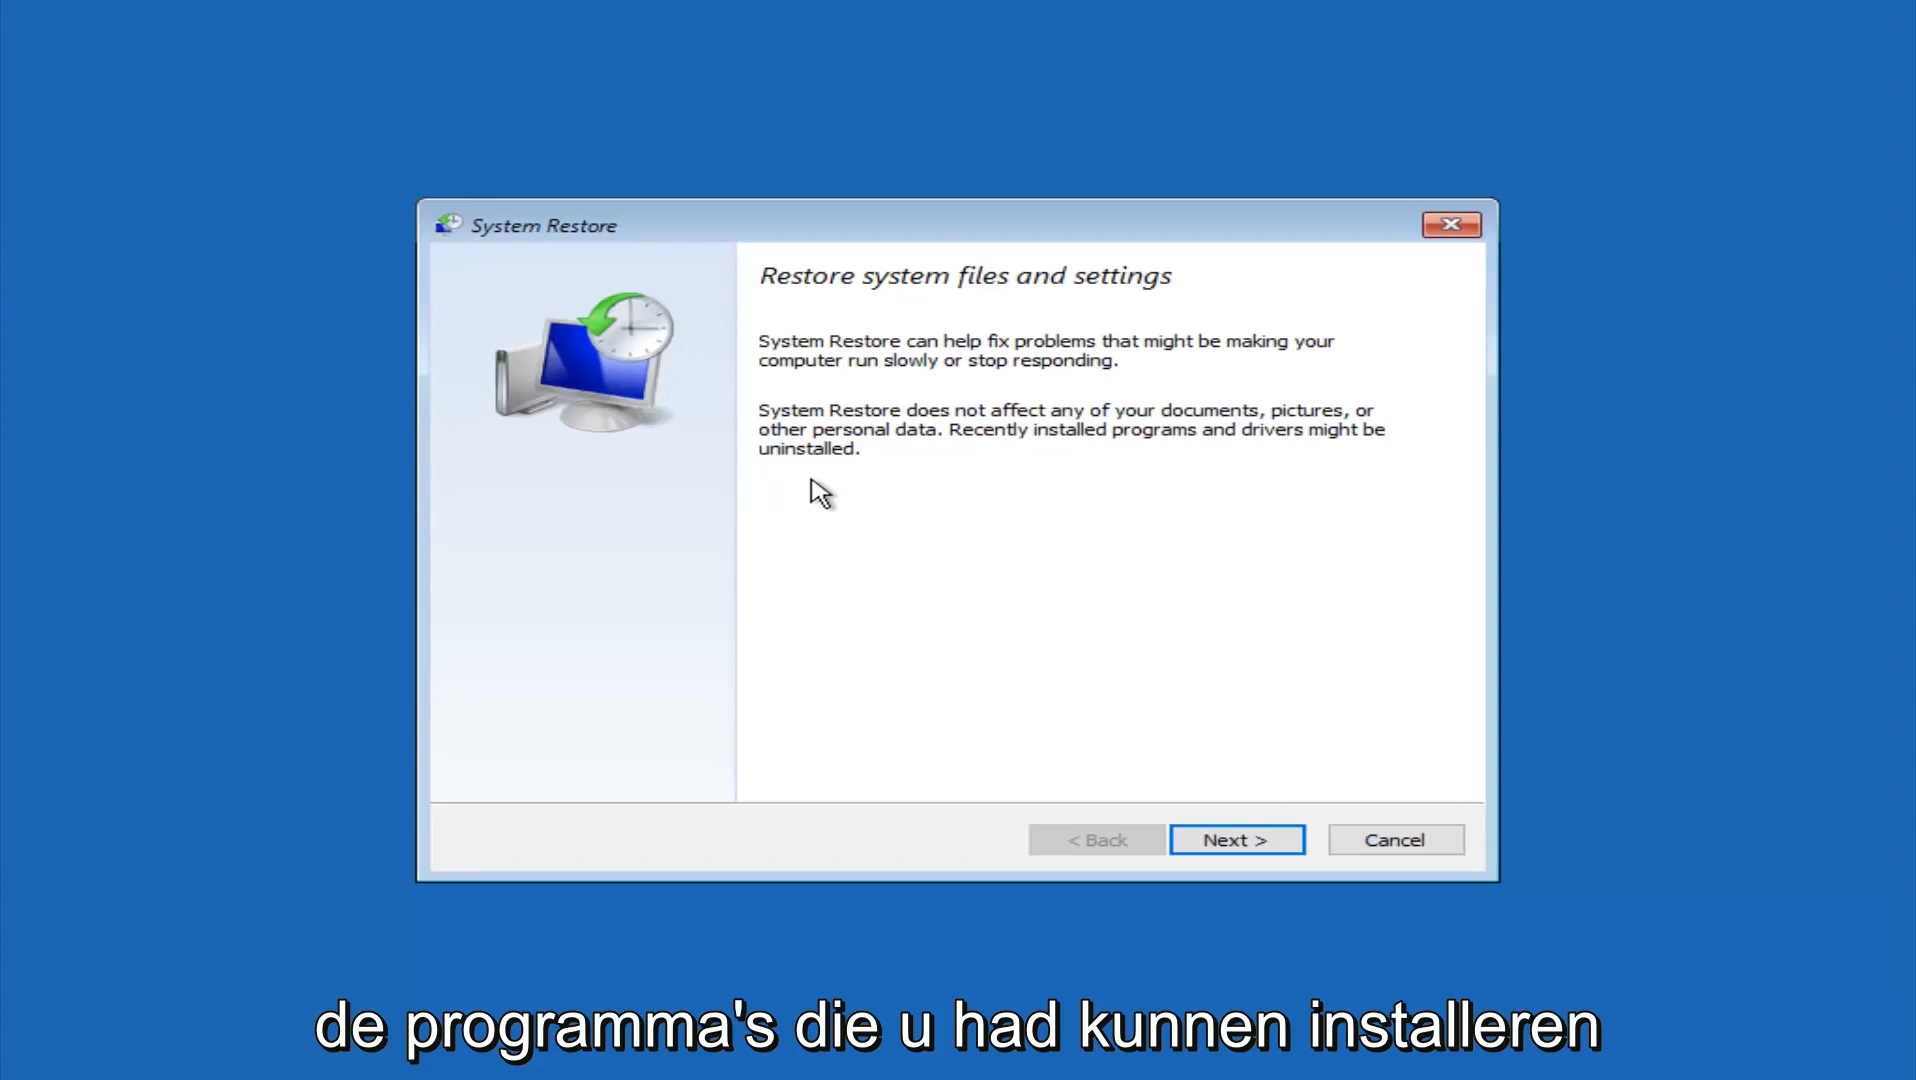 System Restore
Restore system files and settings
System Restore can help fix problems that might be making your
computer run slowly or stop responding.
System Restore does not affect any of your documents, pictures, or
other personal data. Recently installed programs and drivers might be
uninstalled.
< Back
Next >
Cancel
de programma's die u had kunnen installeren